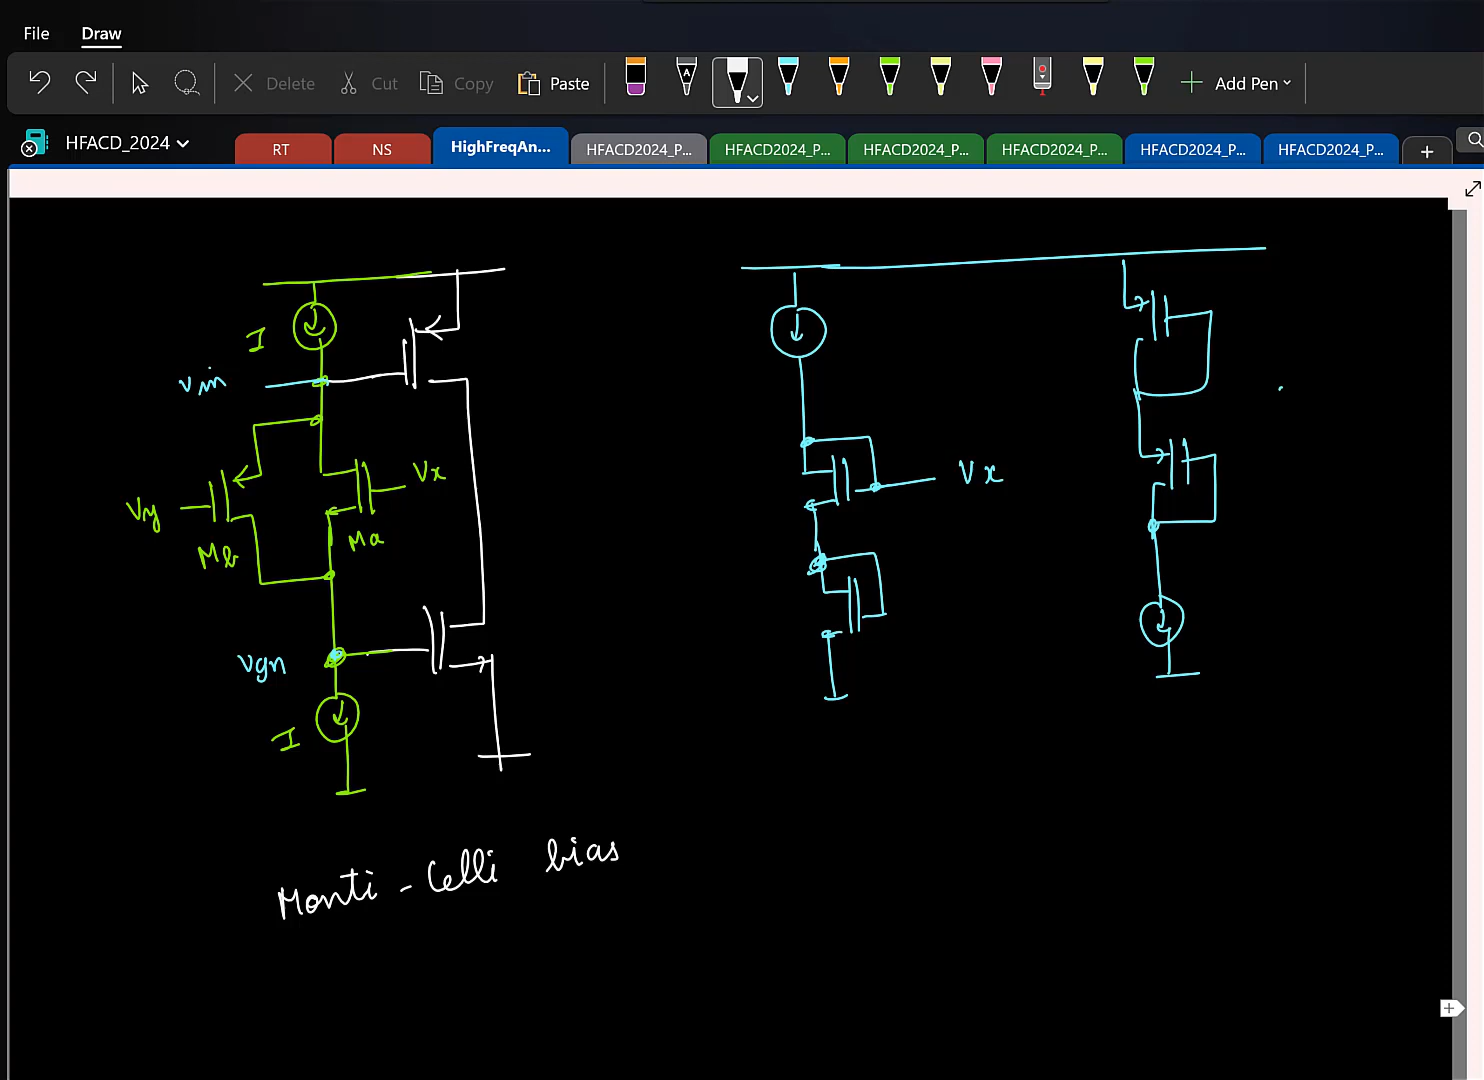 File Draw
Delete Cut Copy Paste A Add Pen
HFACD_2024 RT NS HighFreqAn... HFACD2024_P... HFACD2024_P... HFACD2024_P... HFACD2024_P... HFACD2024_P... HFACD2024_P...
I
Vin
Vx
Vx
Vy
Ma
Mb
Vgn
I
Monti-Celli bias